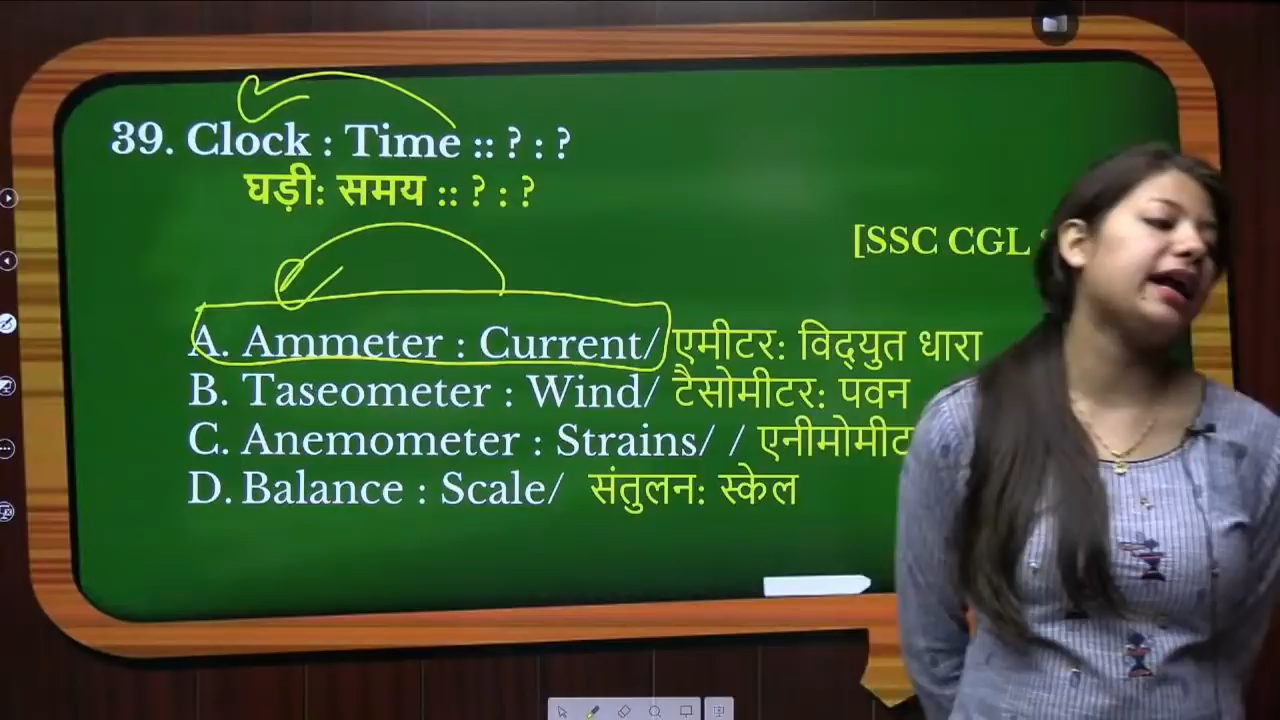 39. Clock : Time :: ? : ?
घड़ी: समय :: ? : ?
[SSC CGL
A. Ammeter : Current/ एमीटर: विद्युत धारा
B. Taseometer : Wind/ टैसोमीटर: पवन
C. Anemometer : Strains/ / एनीमोमीट
D. Balance : Scale/ संतुलन: स्केल